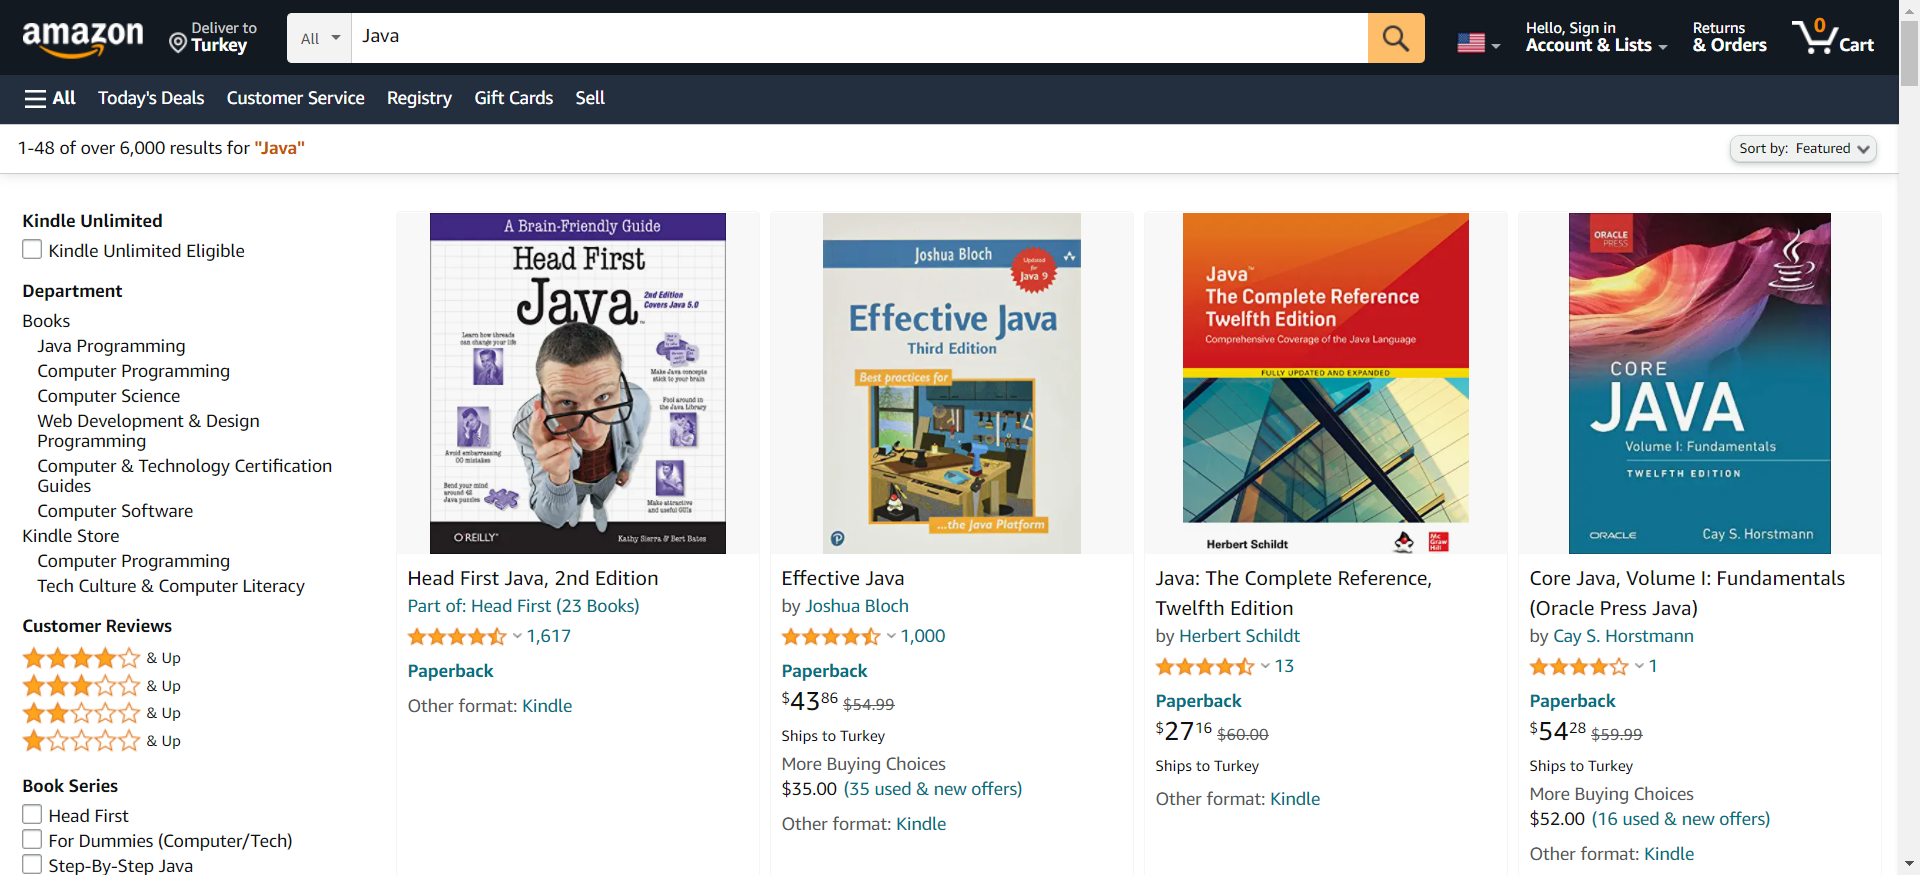 amazon
Deliver to
Turkey
All
Java
Hello, Sign in
Account & Lists
Returns
& Orders
0
Cart
All
Today's Deals
Customer Service
Registry
Gift Cards
Sell
1-48 of over 6,000 results for "Java"
Sort by: Featured
Kindle Unlimited
Kindle Unlimited Eligible
Department
Books
Java Programming
Computer Programming
Computer Science
Web Development & Design
Programming
Computer & Technology Certification
Guides
Computer Software
Kindle Store
Computer Programming
Tech Culture & Computer Literacy
Customer Reviews
& Up
& Up
& Up
& Up
Book Series
Head First
For Dummies (Computer/Tech)
Step-By-Step Java
A Brain-Friendly Guide
Head First
Java
2nd Edition
Covers Java 5.0
Learn how threads
can change your life
Make Java concepts
stick to your brain
Fool around in
the Java Library
Avoid embarrassing
OO mistakes
Bend your mind
around 42
Java puzzles
Make attractive
and useful GUIs
O'REILLY®
Kathy Sierra & Bert Bates
Head First Java, 2nd Edition
Part of: Head First (23 Books)
1,617
Paperback
Other format: Kindle
Joshua Bloch
Updated
for
Java 9
Effective Java
Third Edition
Best practices for
...the Java Platform
P
Effective Java
by Joshua Bloch
1,000
Paperback
$4386 $54.99
Ships to Turkey
More Buying Choices
$35.00 (35 used & new offers)
Other format: Kindle
Java™
The Complete Reference
Twelfth Edition
Comprehensive Coverage of the Java Language
FULLY UPDATED AND EXPANDED
Herbert Schildt
Mc
Graw
Hill
Java: The Complete Reference,
Twelfth Edition
by Herbert Schildt
13
Paperback
$2716 $60.00
Ships to Turkey
Other format: Kindle
ORACLE
PRESS
CORE
JAVA
Volume I: Fundamentals
TWELFTH EDITION
ORACLE
Cay S. Horstmann
Core Java, Volume I: Fundamentals
(Oracle Press Java)
by Cay S. Horstmann
1
Paperback
$5428 $59.99
Ships to Turkey
More Buying Choices
$52.00 (16 used & new offers)
Other format: Kindle